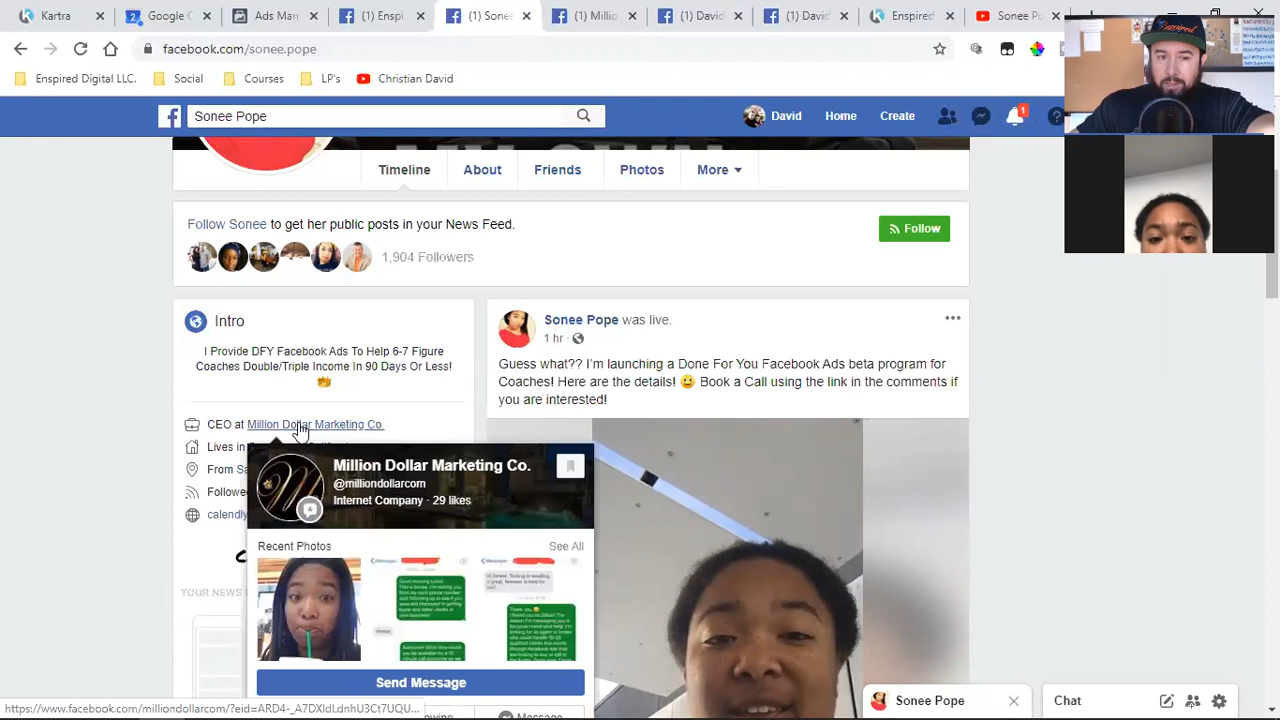 Kartra
Google
Ads M
(1) Enspi
(1) Sone
(1) Millio
(1) David
(1) David
Enspired
Sonee Po
facebook.com/sonee.pope
Enspired Digital LLC.
Social
Courses
LP's
Christian David
Sonee Pope
David
Home
Create
1
Timeline
About
Friends
Photos
More
Follow Sonee to get her public posts in your News Feed.
Follow
1,904 Followers
Intro
I Provide DFY Facebook Ads To Help 6-7 Figure
Coaches Double/Triple Income In 90 Days Or Less!
CEO at Million Dollar Marketing Co.
Lives in
From Sa
Followe
calendly
Sonee Pope was live.
1 hr
Guess what?? I'm launching a Done For You Facebook Ads beta program for
Coaches! Here are the details! 😀 Book a Call using the link in the comments if
you are interested!
Million Dollar Marketing Co.
@milliondollarcom
Internet Company · 29 likes
Recent Photos
See All
Send Message
Message
https://www.facebook.com/milliondollarcom/?eid=ARD4-_A7DXIdLdnhU3Ct7UQU...
Sonee Pope
Chat